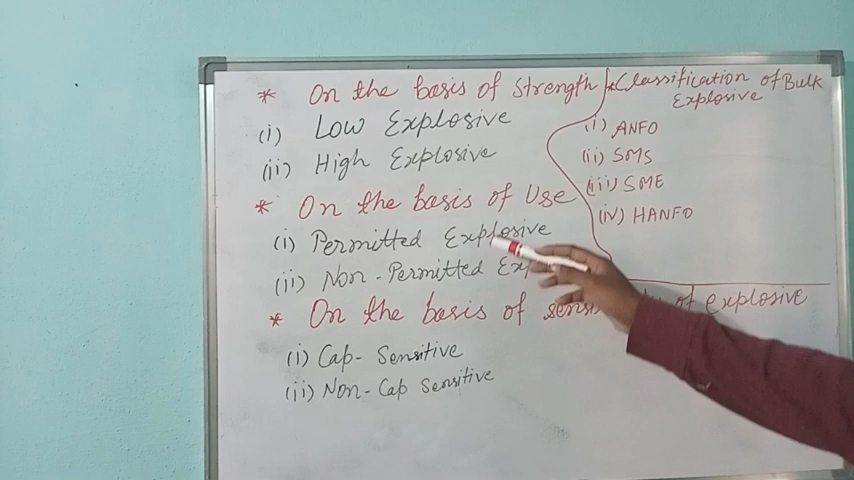 * On the basis of Strength
(i) Low Explosive
(ii) High Explosive
* On the basis of Use
(i) Permitted Explosive
(ii) Non-Permitted
* On the basis of of explosive
(i) Cap-Sensitive
(ii) Non-Cap Sensitive
* Classification of Bulk
Explosive
(i) ANFO
(ii) SMS
(iii) SME
(iv) HANFO